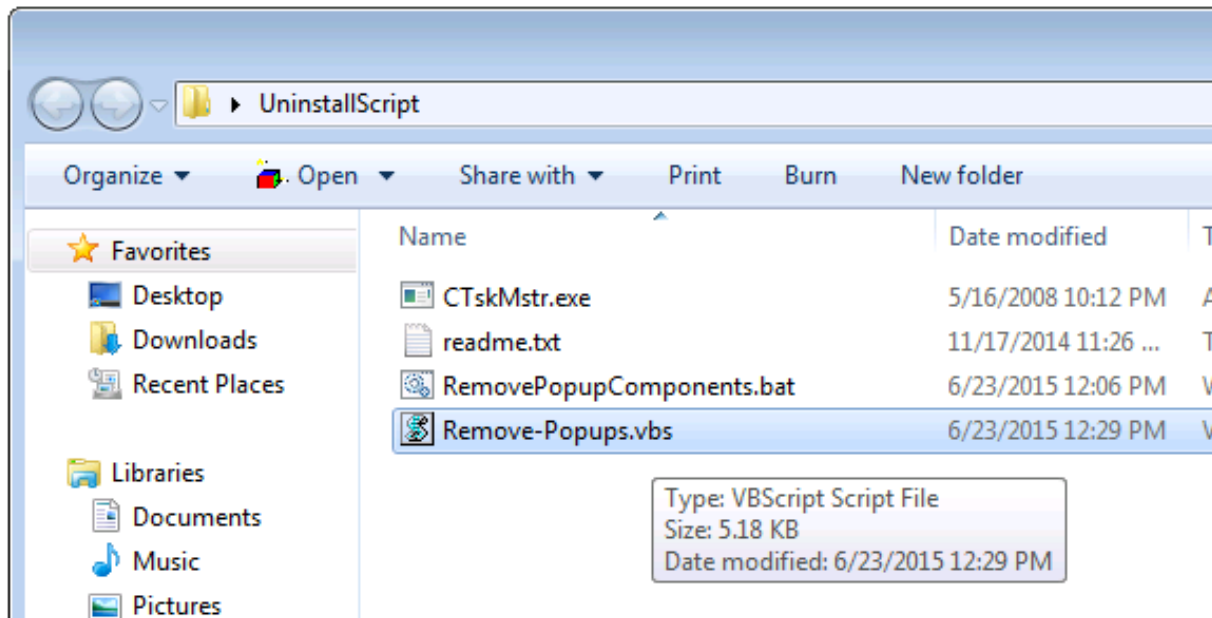 UninstallScript
Organize Open Share with Print Burn New folder
Favorites
Desktop
Downloads
Recent Places
Libraries
Documents
Music
Pictures
Name Date modified T
CTskMstr.exe 5/16/2008 10:12 PM A
readme.txt 11/17/2014 11:26 ... T
RemovePopupComponents.bat 6/23/2015 12:06 PM
Remove-Popups.vbs 6/23/2015 12:29 PM
Type: VBScript Script File
Size: 5.18 KB
Date modified: 6/23/2015 12:29 PM